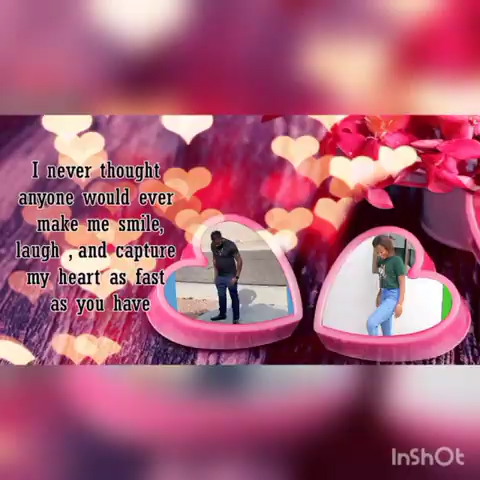 I never thought
anyone would ever
make me smile,
laugh , and capture
my heart as fast
as you have
InShOt